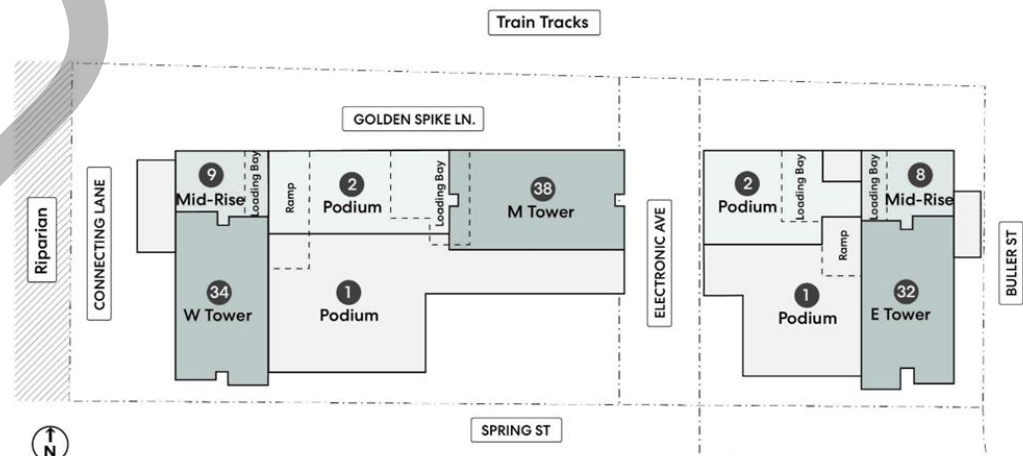 Train Tracks
GOLDEN SPIKE LN.
9
Mid-Rise
Loading Bay
Ramp
2
Podium
Loading Bay
38
M Tower
2
Podium
Loading Bay
Loading Bay
8
Mid-Rise
Riparian
CONNECTING LANE
34
W Tower
1
Podium
ELECTRONIC AVE
Ramp
1
Podium
32
E Tower
BULLER ST
SPRING ST
N